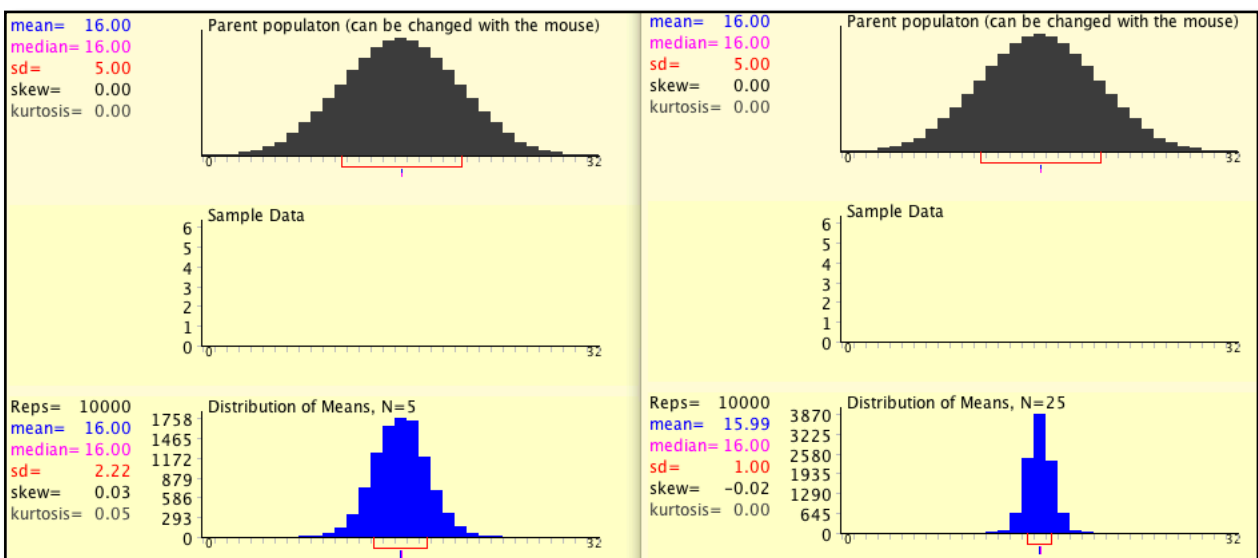 mean= 16.00
median= 16.00
sd= 5.00
skew= 0.00
kurtosis= 0.00
Parent populaton (can be changed with the mouse)
0 32
Sample Data
6
5
4
3
2
1
0
0 32
Reps= 10000
mean= 16.00
median= 16.00
sd= 2.22
skew= 0.03
kurtosis= 0.05
Distribution of Means, N=5
1758
1465
1172
879
586
293
0
0 32
mean= 16.00
median= 16.00
sd= 5.00
skew= 0.00
kurtosis= 0.00
Parent populaton (can be changed with the mouse)
0 32
Sample Data
6
5
4
3
2
1
0
0 32
Reps= 10000
mean= 15.99
median= 16.00
sd= 1.00
skew= -0.02
kurtosis= 0.00
Distribution of Means, N=25
3870
3225
2580
1935
1290
645
0
0 32